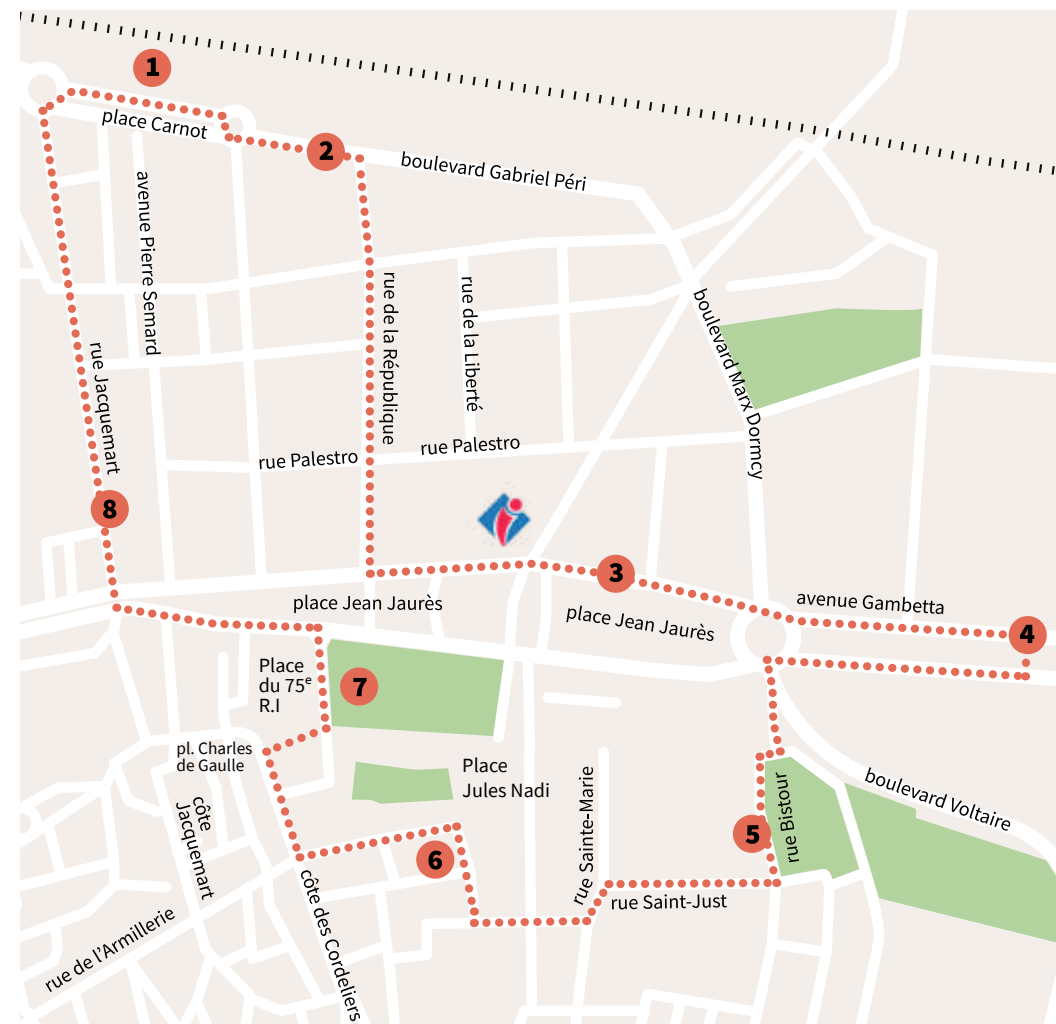 1
place Carnot
2
boulevard Gabriel Péri
avenue Pierre Semard
rue de la République
rue de la Liberté
boulevard Marx Dormcy
rue Jacquemart
rue Palestro
rue Palestro
8
3
place Jean Jaurès
place Jean Jaurès
avenue Gambetta
4
Place
du 75e
R.I
7
pl. Charles
de Gaulle
Place
Jules Nadi
rue Sainte-Marie
rue Bistour
boulevard Voltaire
5
6
côte
Jacquemart
rue Saint-Just
rue de l'Armillerie
côte des Cordeliers